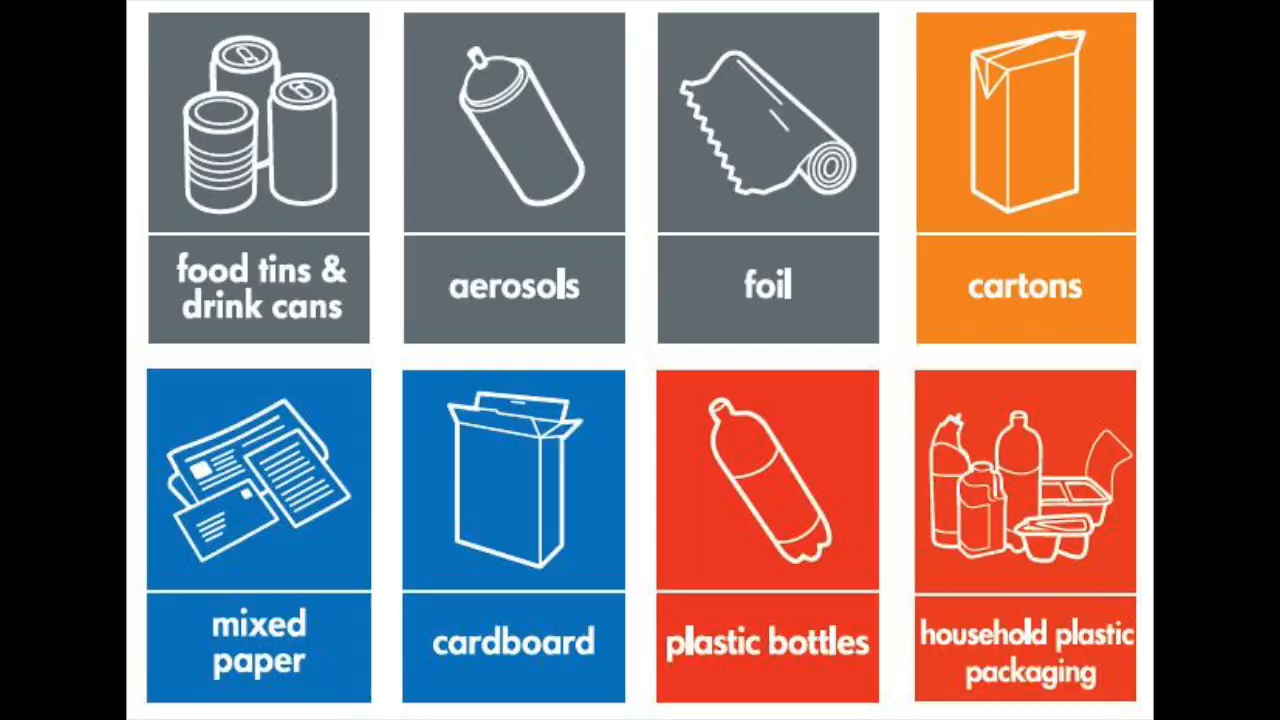 food tins &
drink cans
aerosols
foil
cartons
mixed
paper
cardboard
plastic bottles
household plastic
packaging